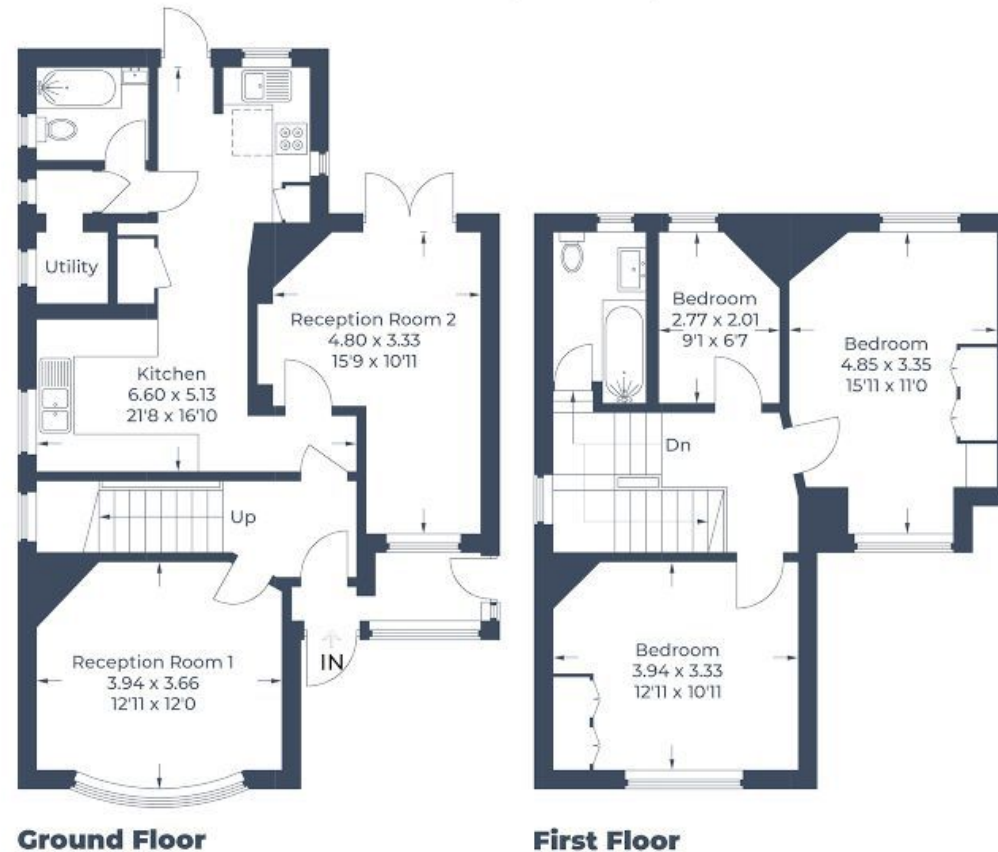 Utility
Kitchen
6.60 x 5.13
21'8 x 16'10
Reception Room 2
4.80 x 3.33
15'9 x 10'11
Up
Reception Room 1
3.94 x 3.66
12'11 x 12'0
IN
Ground Floor
Bedroom
2.77 x 2.01
9'1 x 6'7
Bedroom
4.85 x 3.35
15'11 x 11'0
Dn
Bedroom
3.94 x 3.33
12'11 x 10'11
First Floor